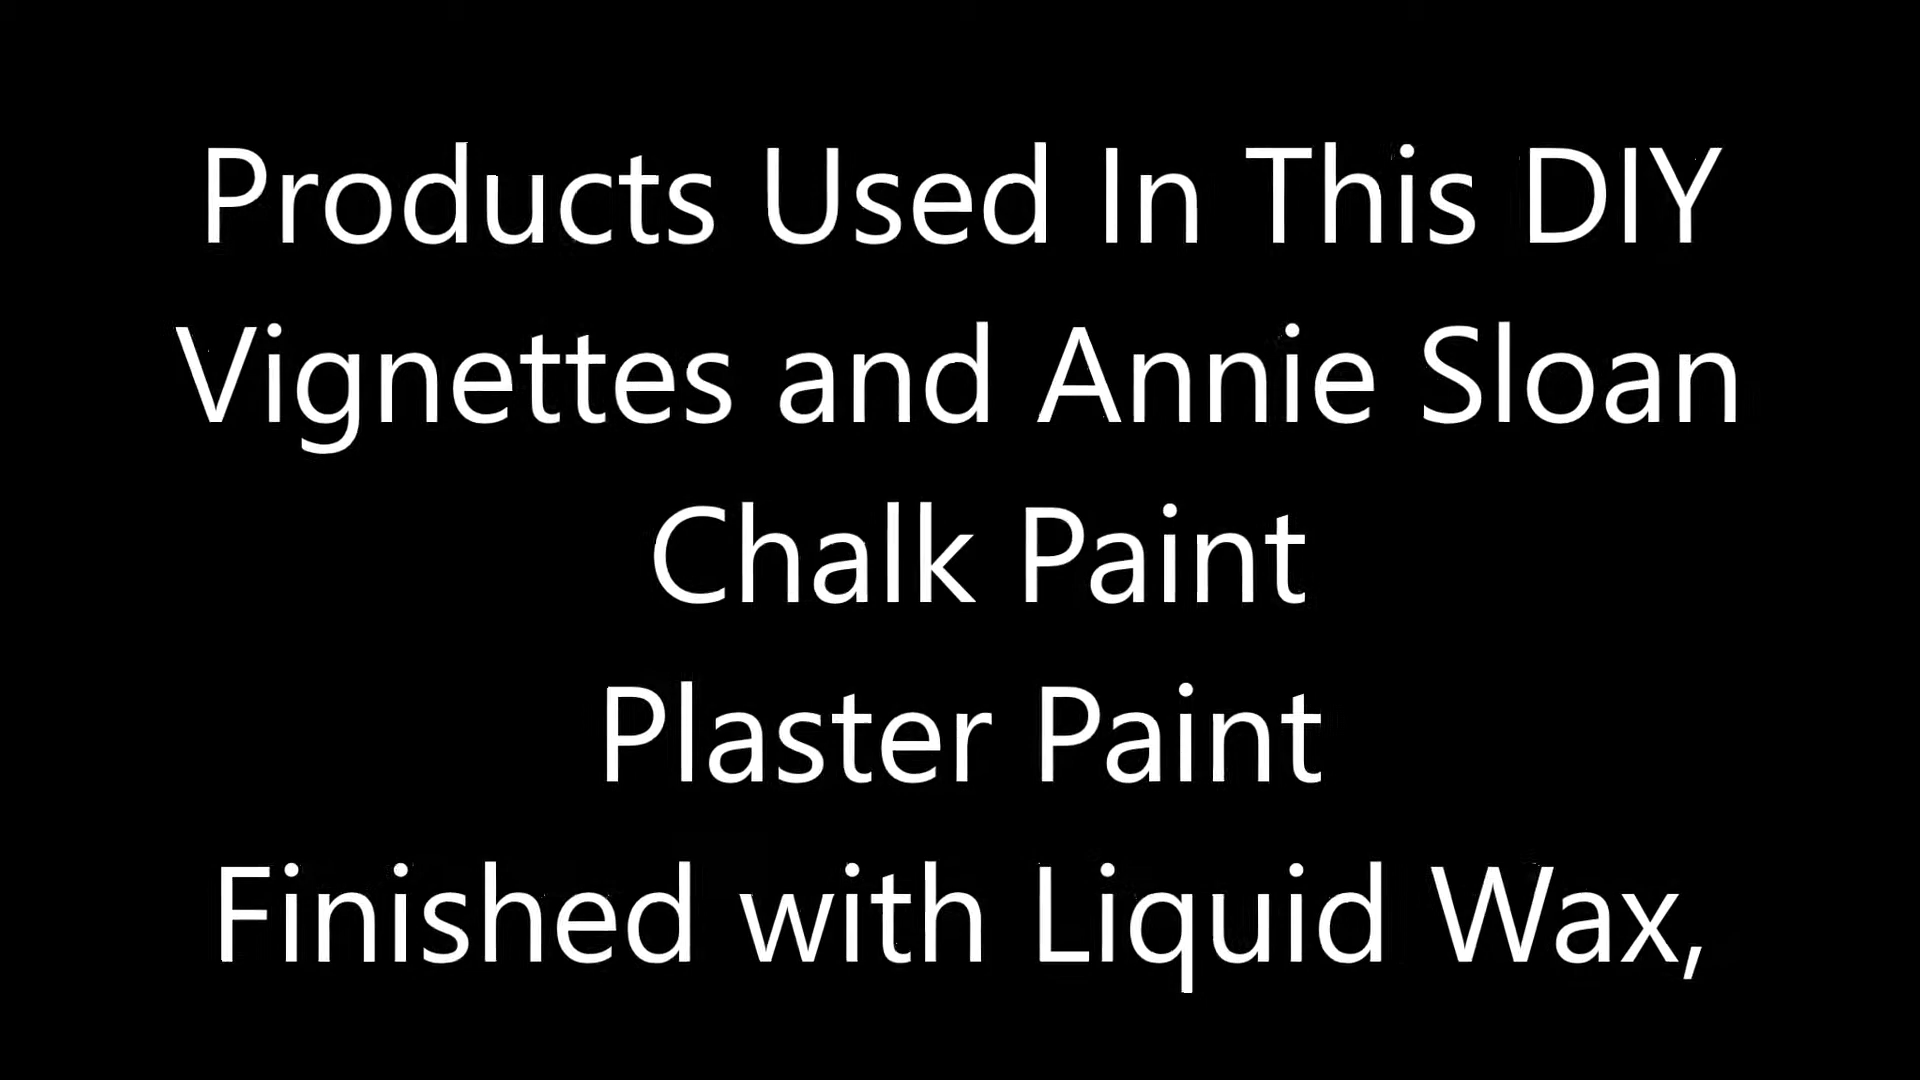 Products Used In This DIY
Vignettes and Annie Sloan
Chalk Paint
Plaster Paint
Finished with Liquid Wax,